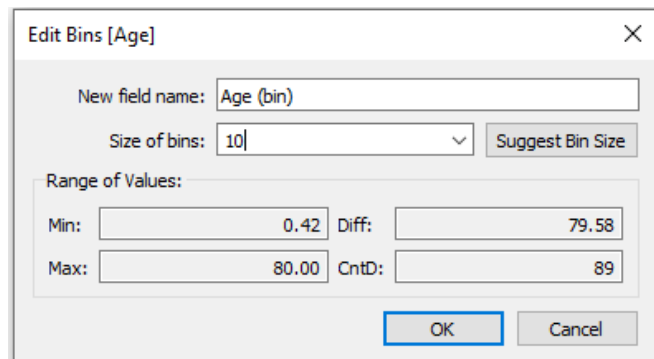 Edit Bins [Age]
New field name: Age (bin)
Size of bins: 10 Suggest Bin Size
Range of Values:
Min: 0.42 Diff: 79.58
Max: 80.00 CntD: 89
OK Cancel